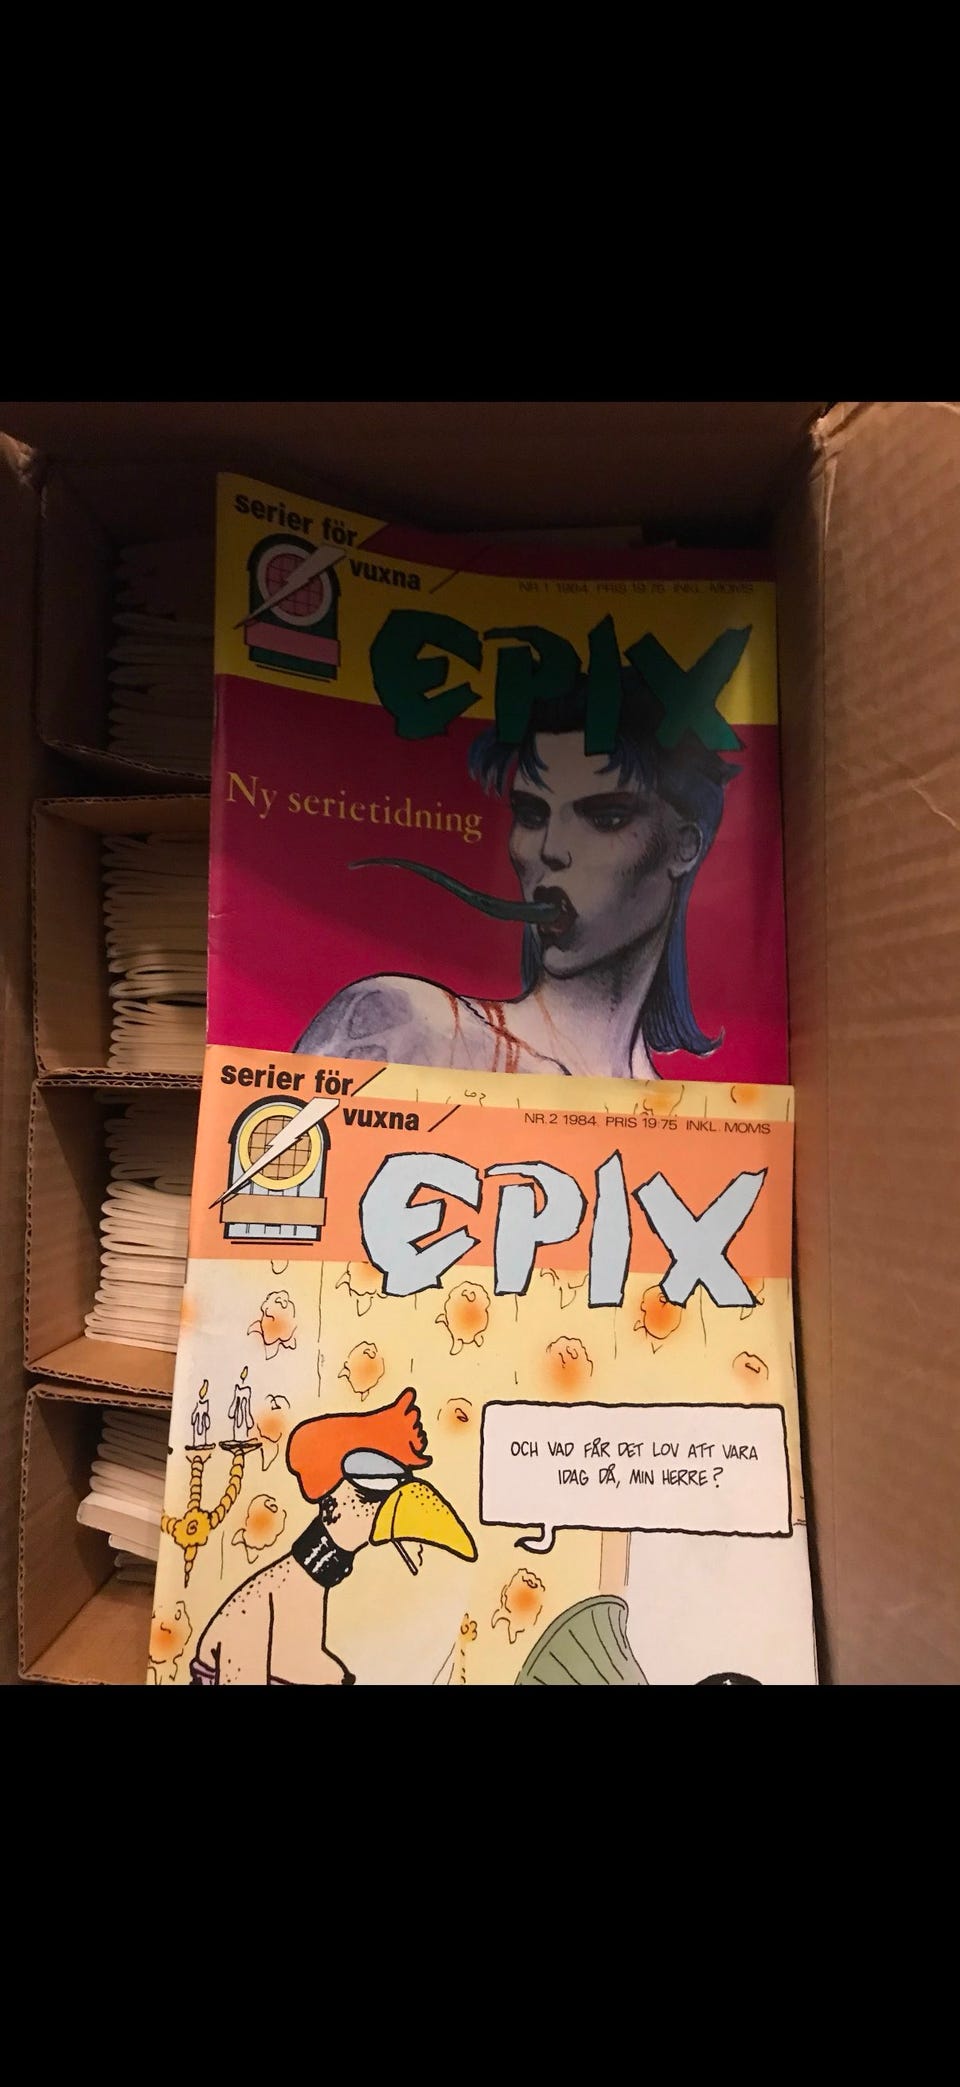 serier för
vuxna
NR.1 1984. PRIS 19:75 INKL. MOMS
EPIX
Ny serietidning
serier för
vuxna
NR.2 1984. PRIS 19:75 INKL. MOMS
EPIX
OCH VAD FÅR DET LOV ATT VARA
IDAG DÅ, MIN HERRE?